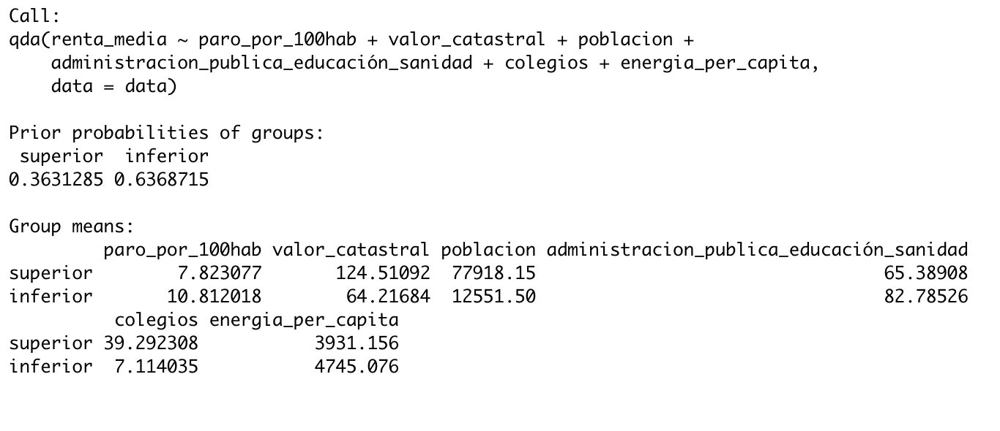 Call:
qda(renta_media ~ paro_por_100hab + valor_catastral + poblacion +
    administracion_publica_educación_sanidad + colegios + energia_per_capita,
    data = data)

Prior probabilities of groups:
 superior  inferior
0.3631285 0.6368715

Group means:
         paro_por_100hab valor_catastral poblacion administracion_publica_educación_sanidad
superior        7.823077       124.51092  77918.15                                 65.38908
inferior       10.812018        64.21684  12551.50                                 82.78526
          colegios energia_per_capita
superior 39.292308           3931.156
inferior  7.114035           4745.076